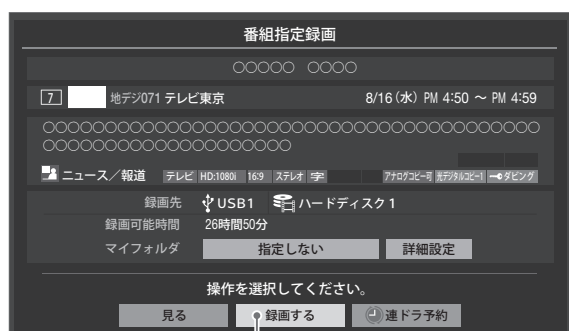 番組指定録画
○○○○○ ○○○○
7 地デジ071 テレビ東京 8/16(水) PM 4:50 ～ PM 4:59
○○○○○○○○○○○○○○○○○○○○○○○○○○○○○○○○○○○○○○○○
○○○○○○○○○○○○○○○○○○○○
ニュース／報道 テレビ HD:1080i 16:9 ステレオ 字 アナログコピー可 光デジタルコピー1 ダビング
録画先 USB1 ハードディスク1
録画可能時間 26時間50分
マイフォルダ 指定しない 詳細設定
操作を選択してください。
見る 録画する 連ドラ予約